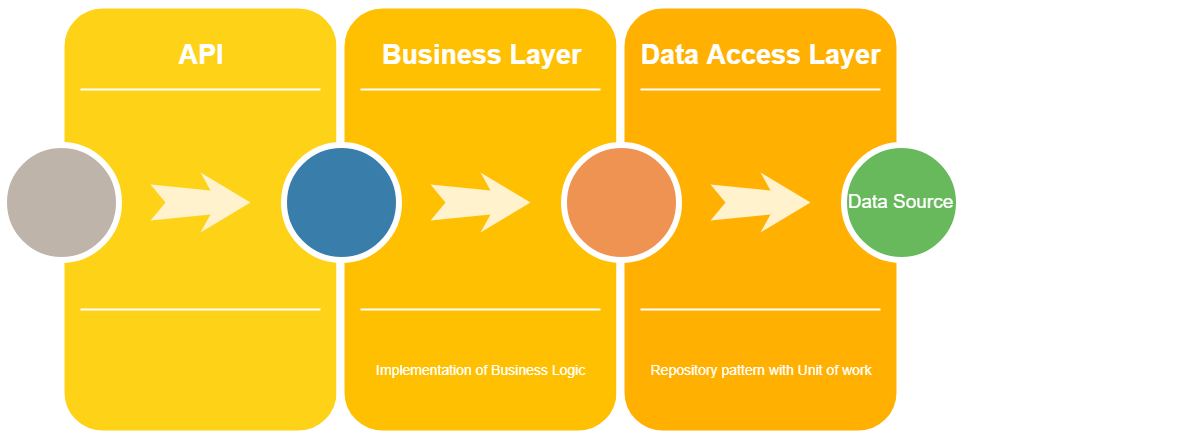 API
Business Layer
Data Access Layer
Data Source
Implementation of Business Logic
Repository pattern with Unit of work